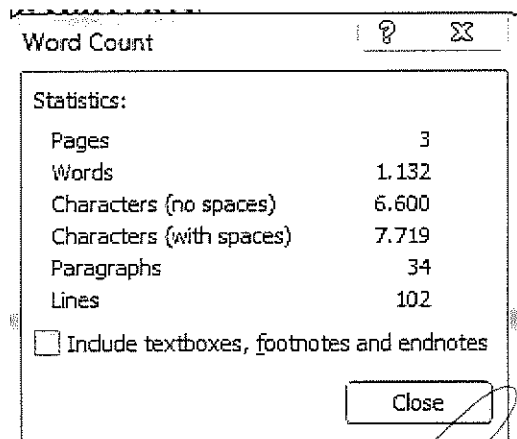 Word Count
Statistics:
Pages 3
Words 1.132
Characters (no spaces) 6.600
Characters (with spaces) 7.719
Paragraphs 34
Lines 102
Include textboxes, footnotes and endnotes
Close